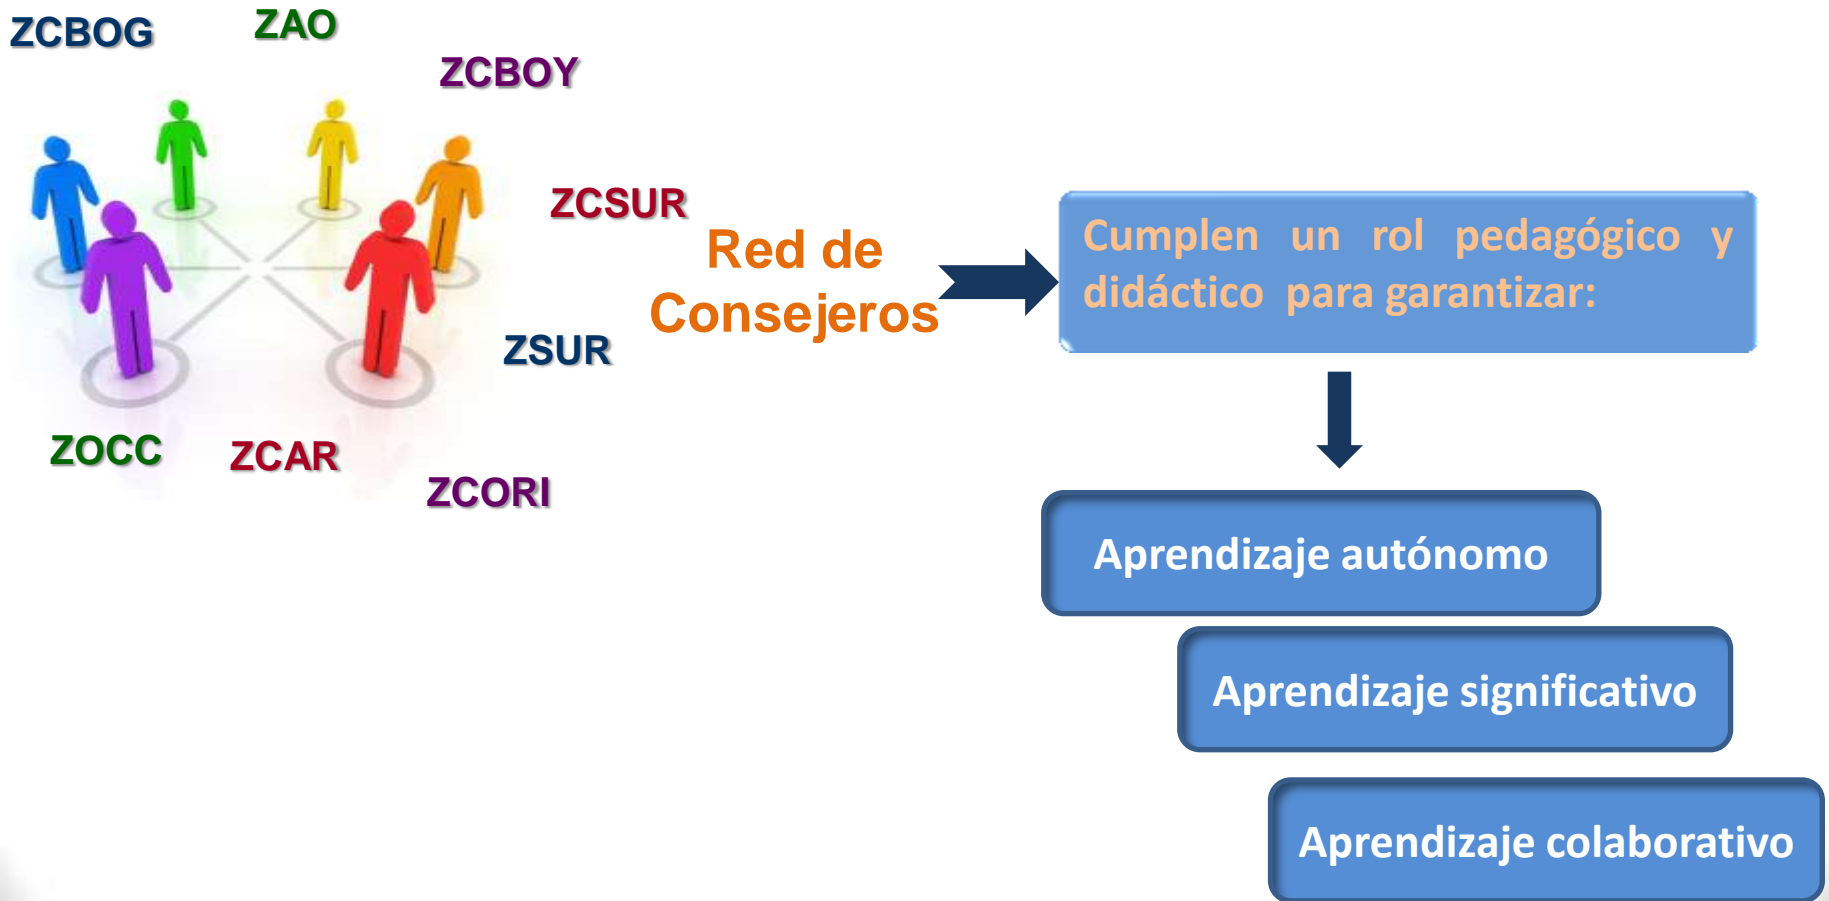 ZCBOG
ZAO
ZCBOY
ZCSUR
ZSUR
ZOCC
ZCAR
ZCORI
Red de
Consejeros
Cumplen un rol pedagógico y
didáctico para garantizar:
Aprendizaje autónomo
Aprendizaje significativo
Aprendizaje colaborativo